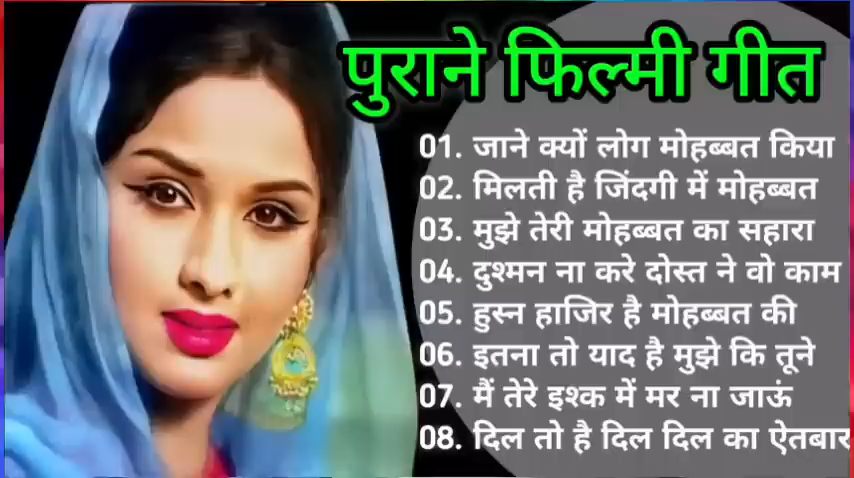 पुराने फिल्मी गीत
01. जाने क्यों लोग मोहब्बत किया
02. मिलती है जिंदगी में मोहब्बत
03. मुझे तेरी मोहब्बत का सहारा
04. दुश्मन ना करे दोस्त ने वो काम
05. हुस्न हाजिर है मोहब्बत की
06. इतना तो याद है मुझे कि तूने
07. मैं तेरे इश्क में मर ना जाऊं
08. दिल तो है दिल दिल का ऐतबार